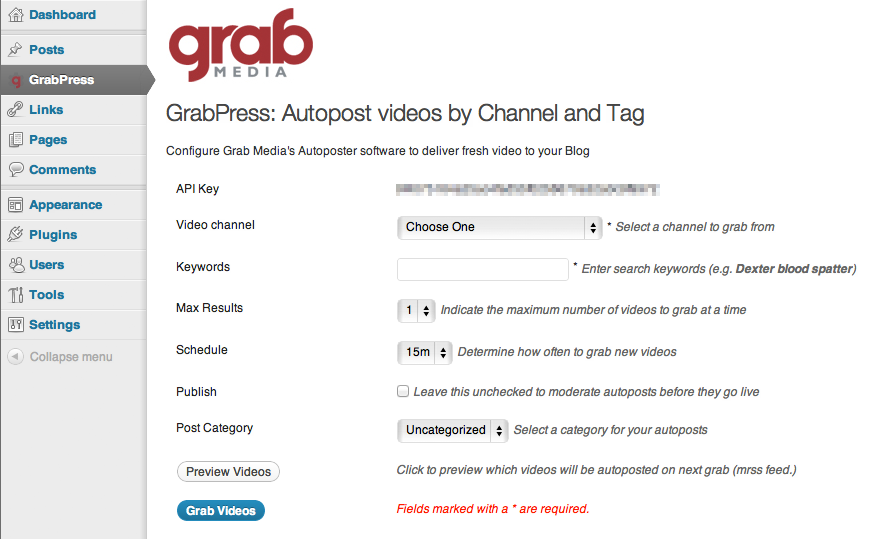 Dashboard
Posts
GrabPress
Links
Pages
Comments
Appearance
Plugins
Users
Tools
Settings
Collapse menu
grab
MEDIA
GrabPress: Autopost videos by Channel and Tag
Configure Grab Media's Autoposter software to deliver fresh video to your Blog
API Key
Video channel Choose One * Select a channel to grab from
Keywords * Enter search keywords (e.g. Dexter blood spatter)
Max Results 1 Indicate the maximum number of videos to grab at a time
Schedule 15m Determine how often to grab new videos
Publish Leave this unchecked to moderate autoposts before they go live
Post Category Uncategorized Select a category for your autoposts
Preview Videos Click to preview which videos will be autoposted on next grab (mrss feed.)
Grab Videos Fields marked with a * are required.